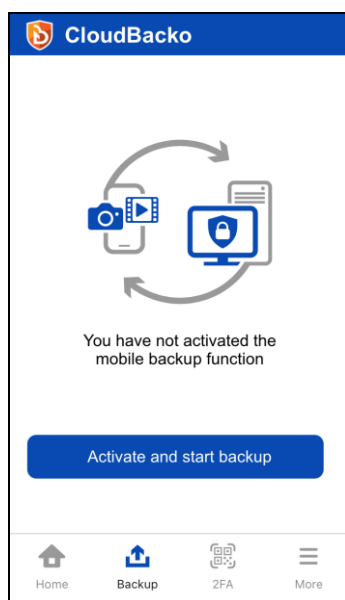 CloudBacko
You have not activated the
mobile backup function
Activate and start backup
Home Backup 2FA More